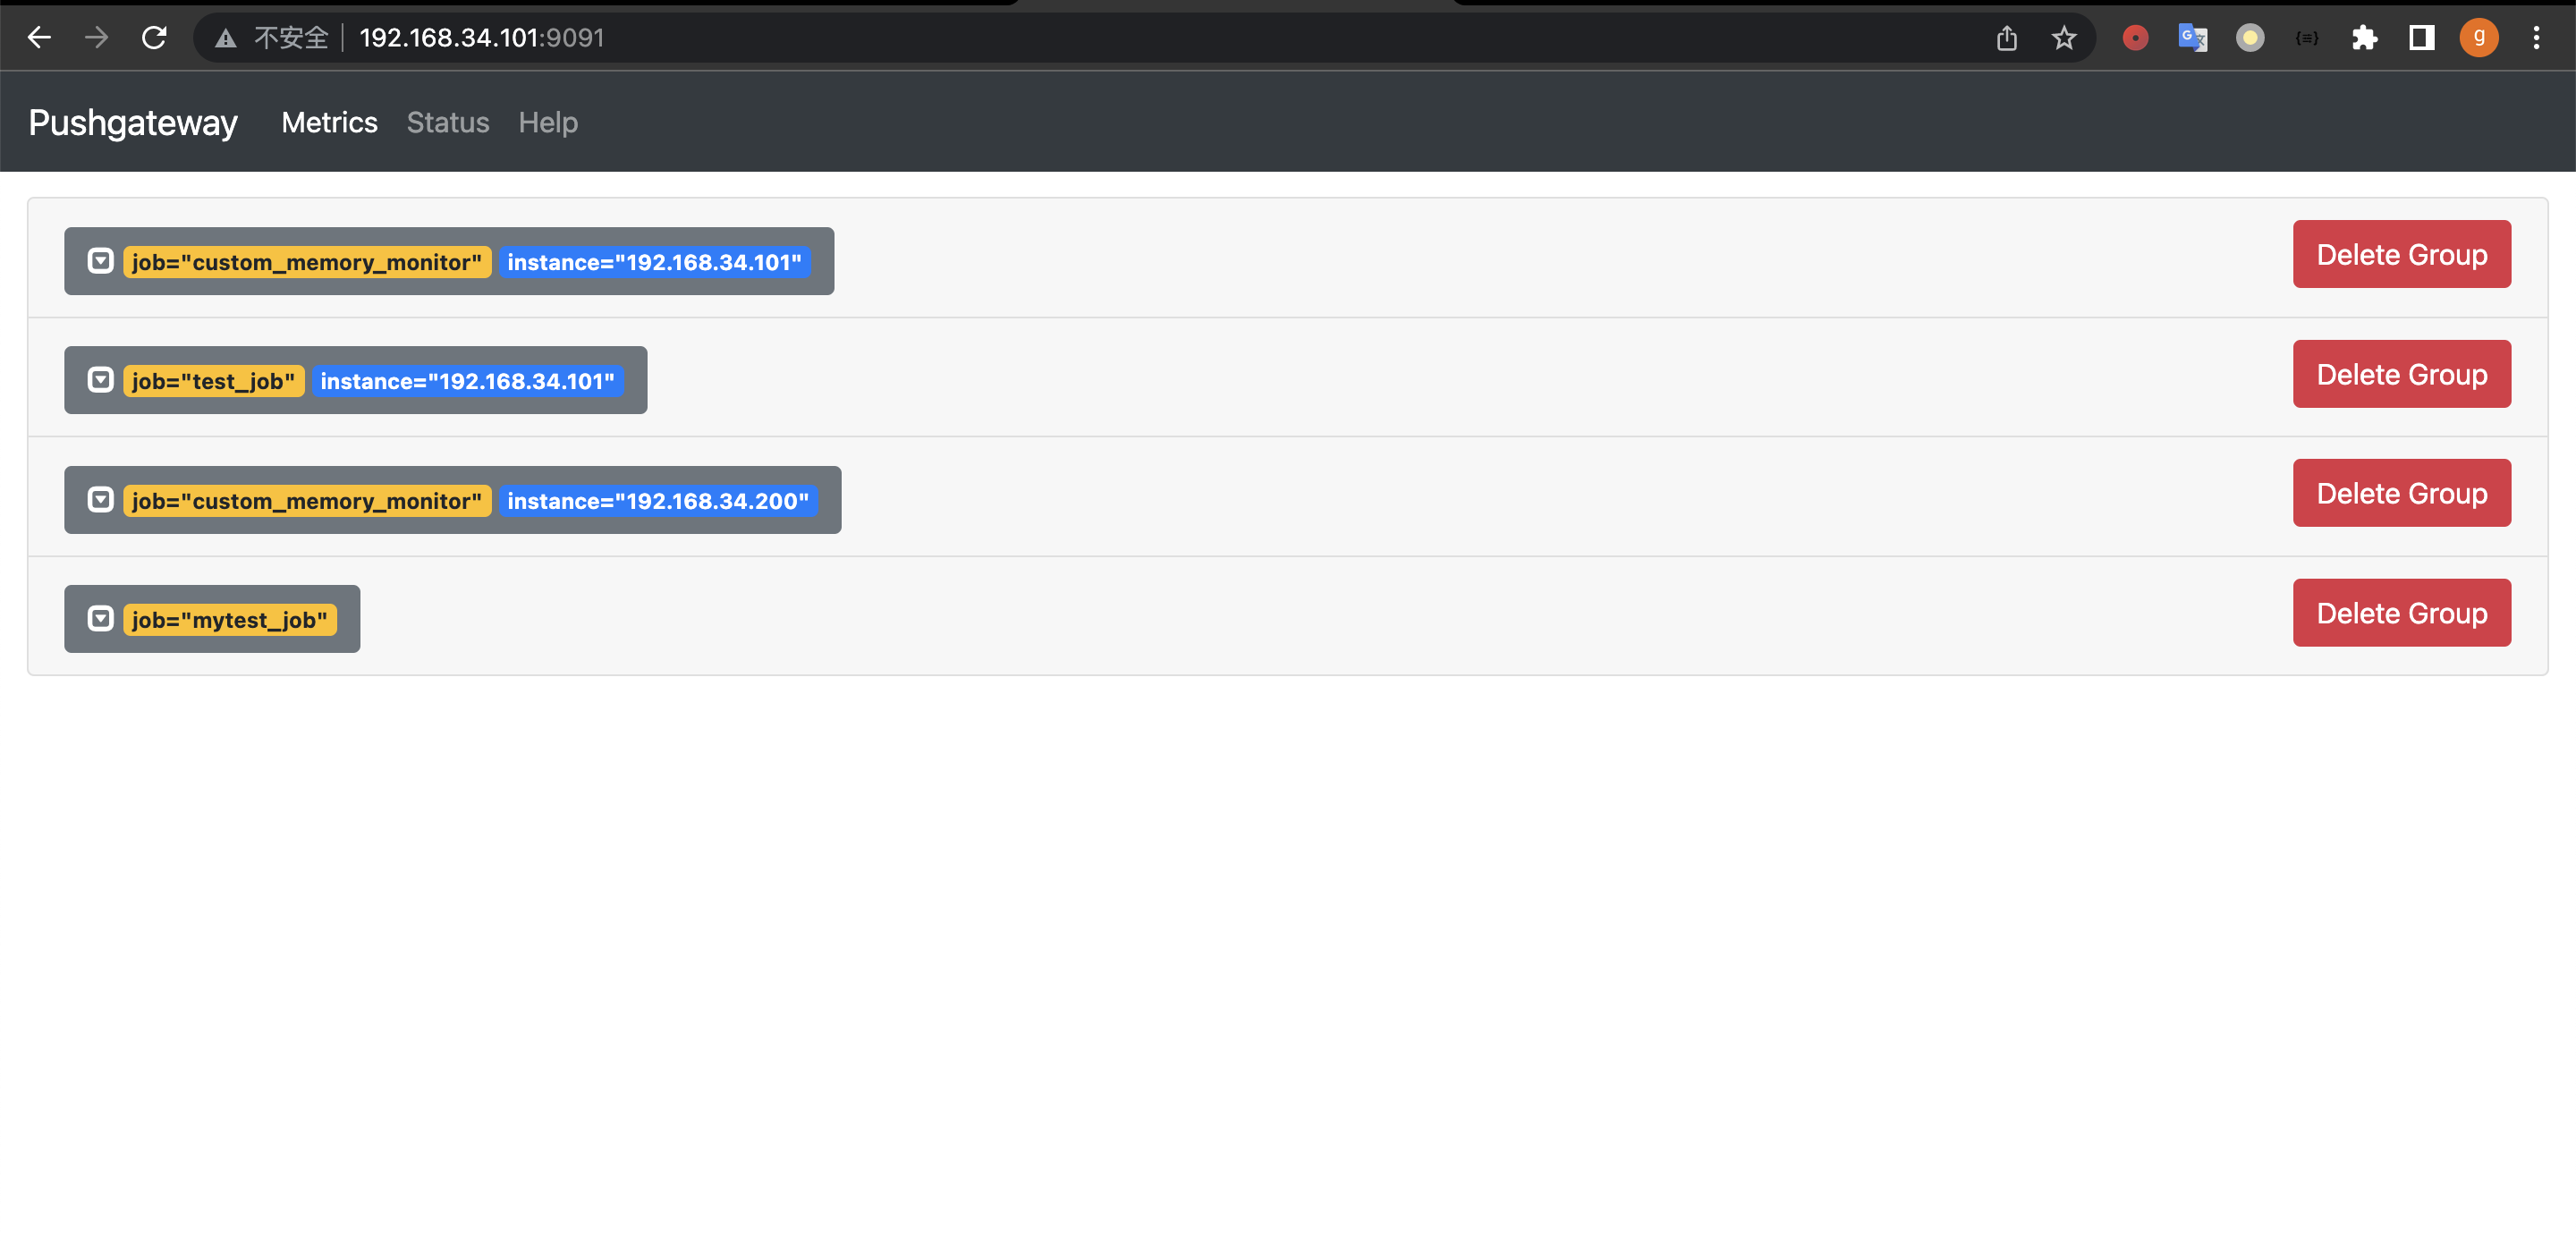 不安全 192.168.34.101:9091
g
Pushgateway Metrics Status Help
job="custom_memory_monitor" instance="192.168.34.101" Delete Group
job="test_job" instance="192.168.34.101" Delete Group
job="custom_memory_monitor" instance="192.168.34.200" Delete Group
job="mytest_job" Delete Group